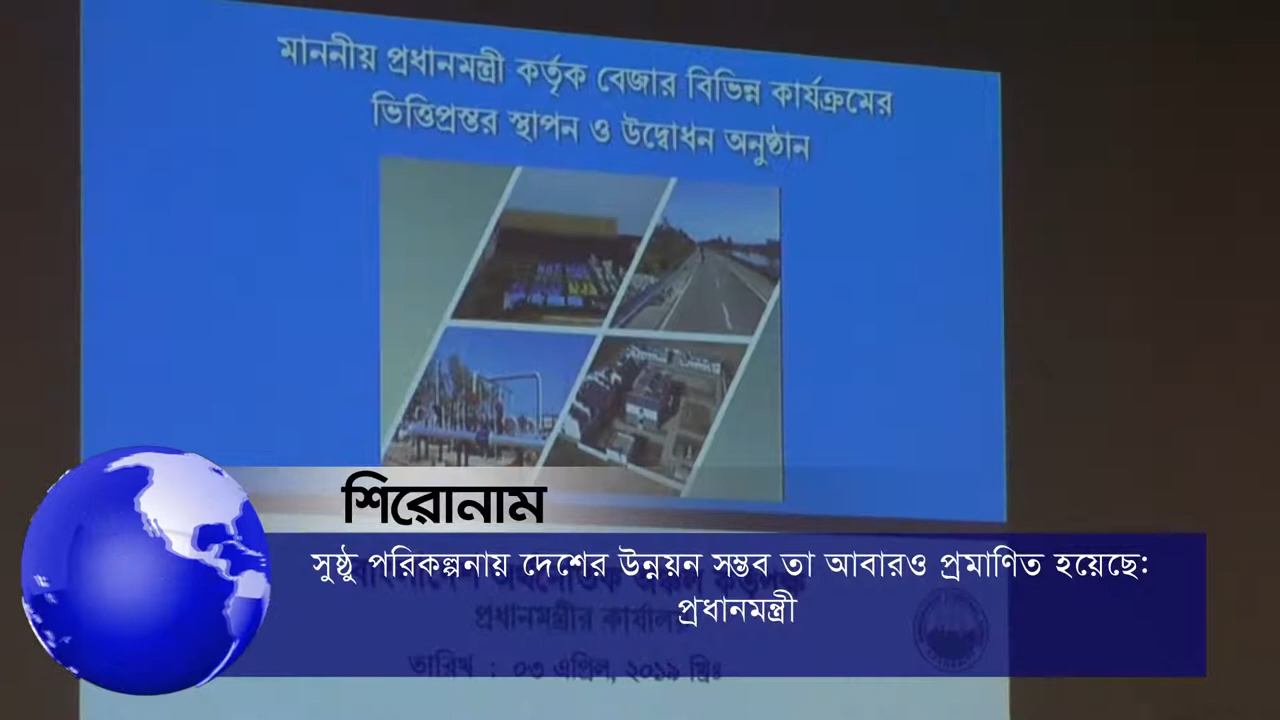 মাননীয় প্রধানমন্ত্রী কর্তৃক বেজার বিভিন্ন কার্যক্রমের
ভিত্তিপ্রস্তর স্থাপন ও উদ্বোধন অনুষ্ঠান
শিরোনাম
সুষ্ঠু পরিকল্পনায় দেশের উন্নয়ন সম্ভব তা আবারও প্রমাণিত হয়েছে:
প্রধানমন্ত্রী
প্রধানমন্ত্রীর কার্যালয়
তারিখ : ০৩ এপ্রিল, ২০১৯ খ্রিঃ